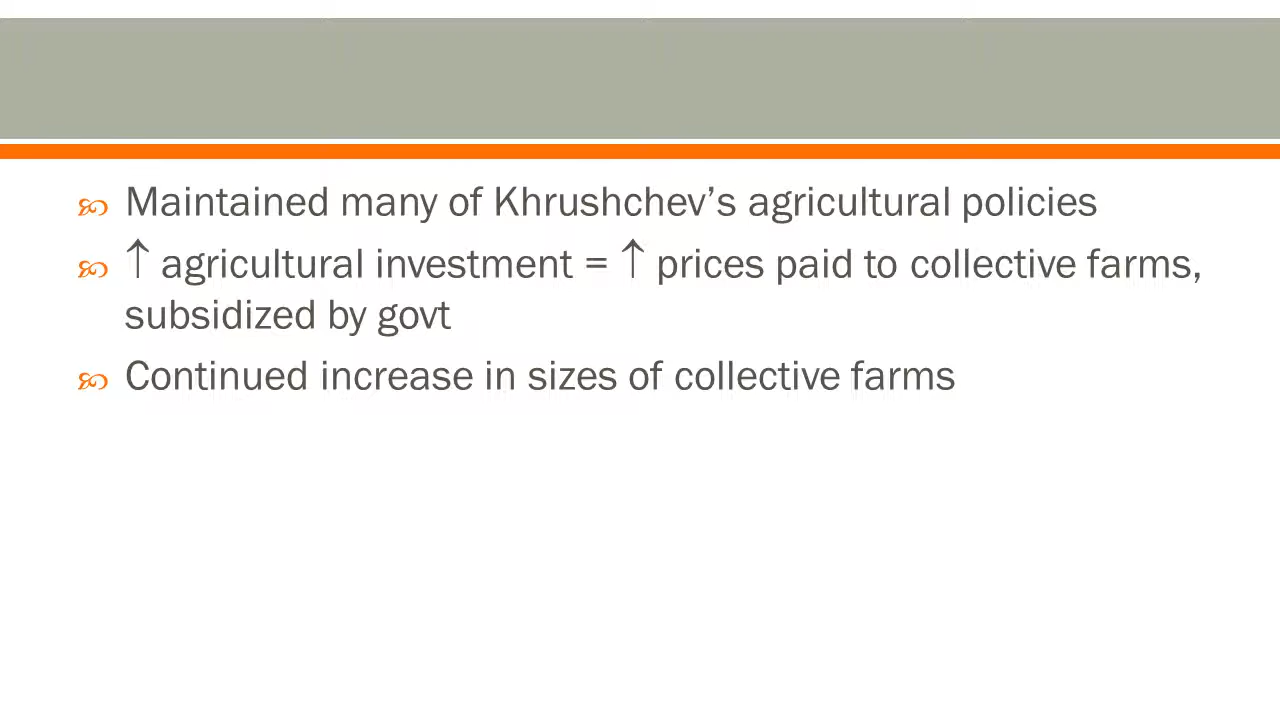 Maintained many of Khrushchev’s agricultural policies
↑ agricultural investment = ↑ prices paid to collective farms,
subsidized by govt
Continued increase in sizes of collective farms